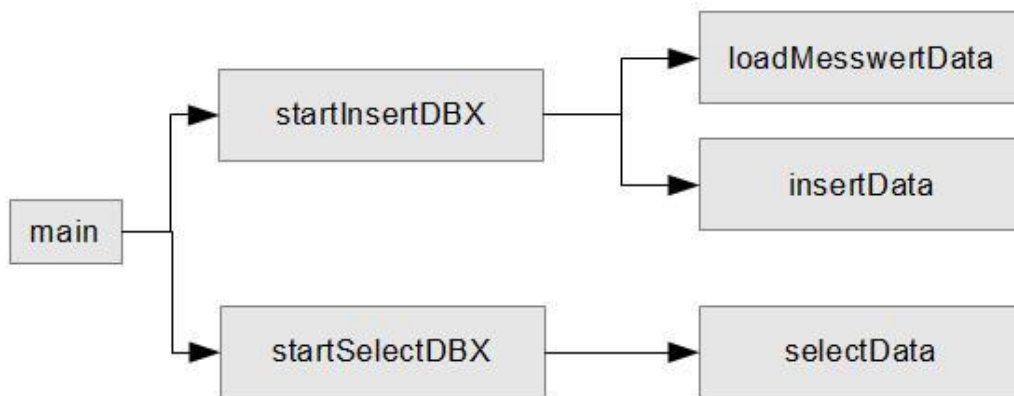 loadMesswertData
startInsertDBX
insertData
main
startSelectDBX
selectData